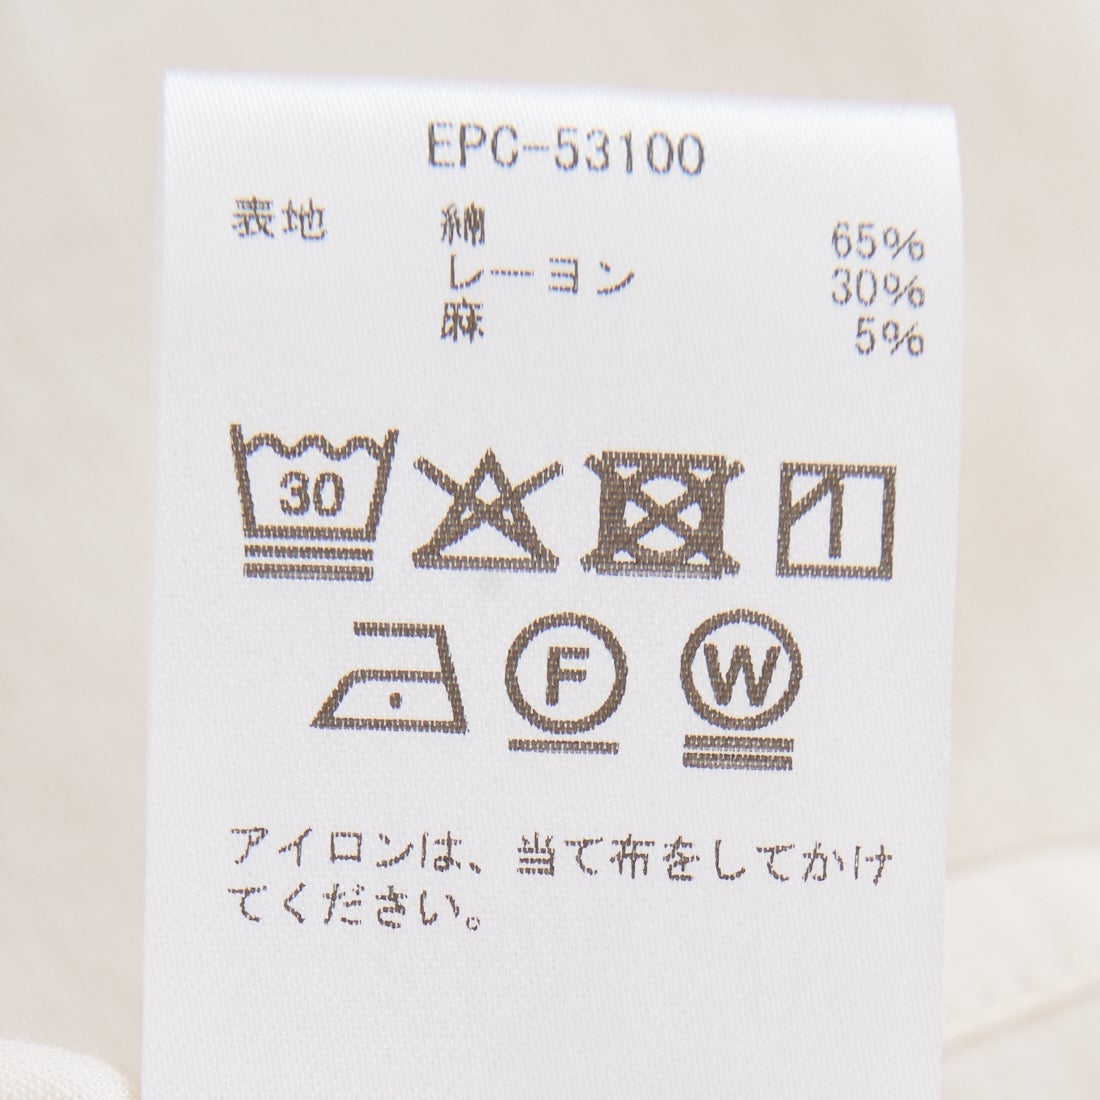 EPC-53100
表地 綿 65%
レーヨン 30%
麻 5%
30
F W
アイロンは、当て布をしてかけ
てください。